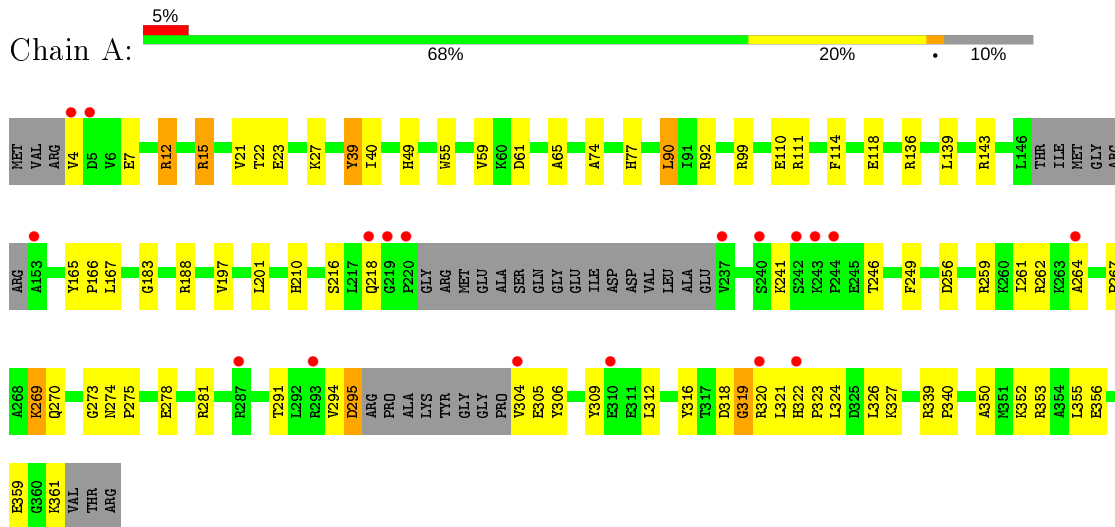 5%
Chain A:
68% 20% • 10%
MET VAL ARG V4 D5 V6 E7 R12 R15 V21 T22 E23 K27 Y39 I40 H49 W55 V59 K60 D61 A65 A74 H77 L90 I91 R92 R99 E110 R111 F114 E118 R136 L139 R143 L146 THR ILE MET GLY ARG
ARG A153 Y165 P166 L167 G183 R188 V197 L201 H210 S216 L217 Q218 G219 P220 GLY ARG MET GLU ALA SER GLN GLY GLU ILE ASP ASP VAL LEU ALA GLU V237 S240 K241 S242 K243 P244 E245 T246 F249 D256 R259 K260 I261 R262 K263 A264
A268 K269 Q270 G273 N274 P275 E278 R281 R287 T291 L292 R293 V294 D295 ARG PRO ALA LYS TYR GLY GLY PRO V304 E305 Y306 Y309 E310 E311 L312 Y316 T317 D318 G319 R320 L321 H322 P323 L324 D325 L326 K327 R339 P340 A350 M351 K352 R353 A354 L355 E356
E359 G360 K361 VAL THR ARG